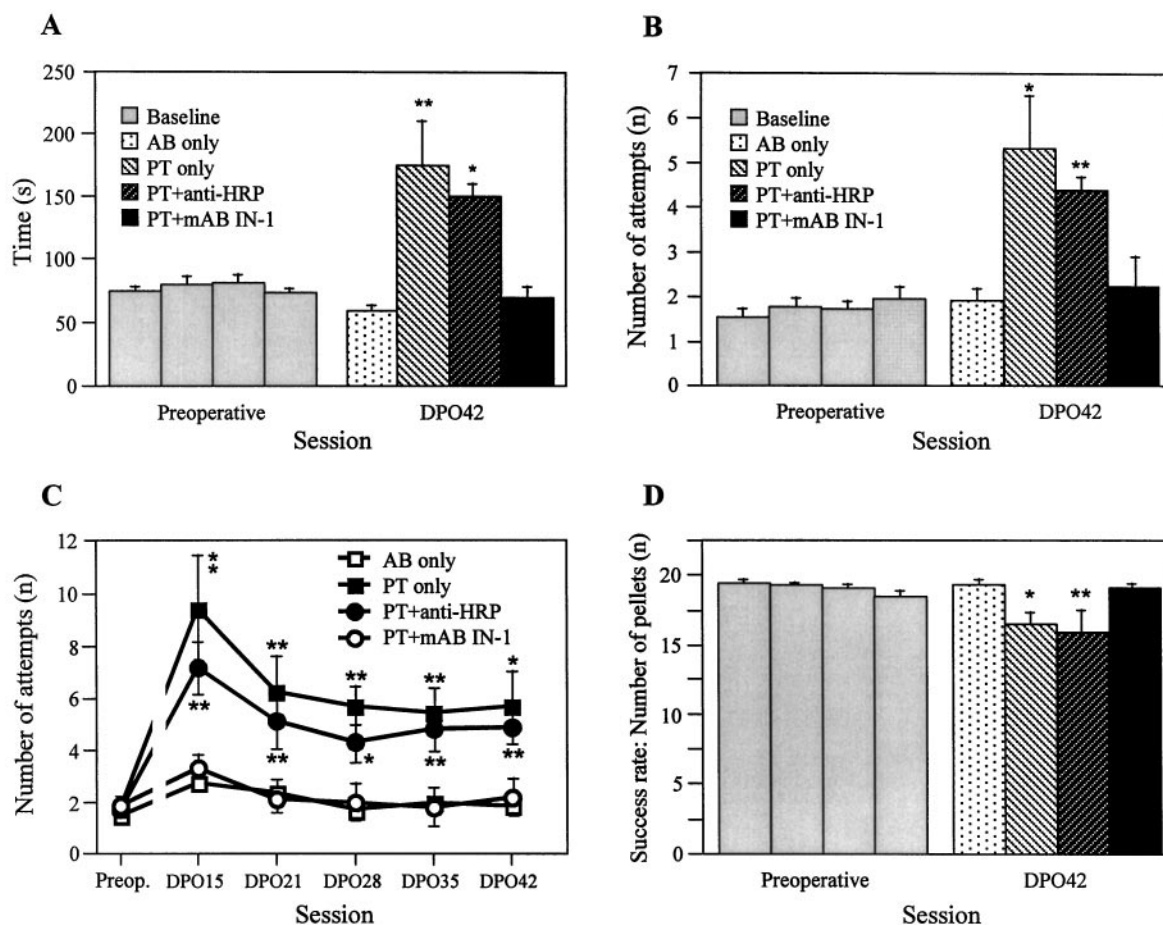 A
Time (s)
250
200
150
100
50
0
Baseline
AB only
PT only
PT+anti-HRP
PT+mAB IN-1
**
*
Preoperative
DPO42
Session
B
Number of attempts (n)
7
6
5
4
3
2
1
0
Baseline
AB only
PT only
PT+anti-HRP
PT+mAB IN-1
*
**
Preoperative
DPO42
Session
C
Number of attempts (n)
12
10
8
6
4
2
0
AB only
PT only
PT+anti-HRP
PT+mAB IN-1
**
**
**
*
**
**
**
**
*
**
Preop.
DPO15
DPO21
DPO28
DPO35
DPO42
Session
D
Success rate: Number of pellets (n)
20
15
20
5
0
*
**
Preoperative
DPO42
Session